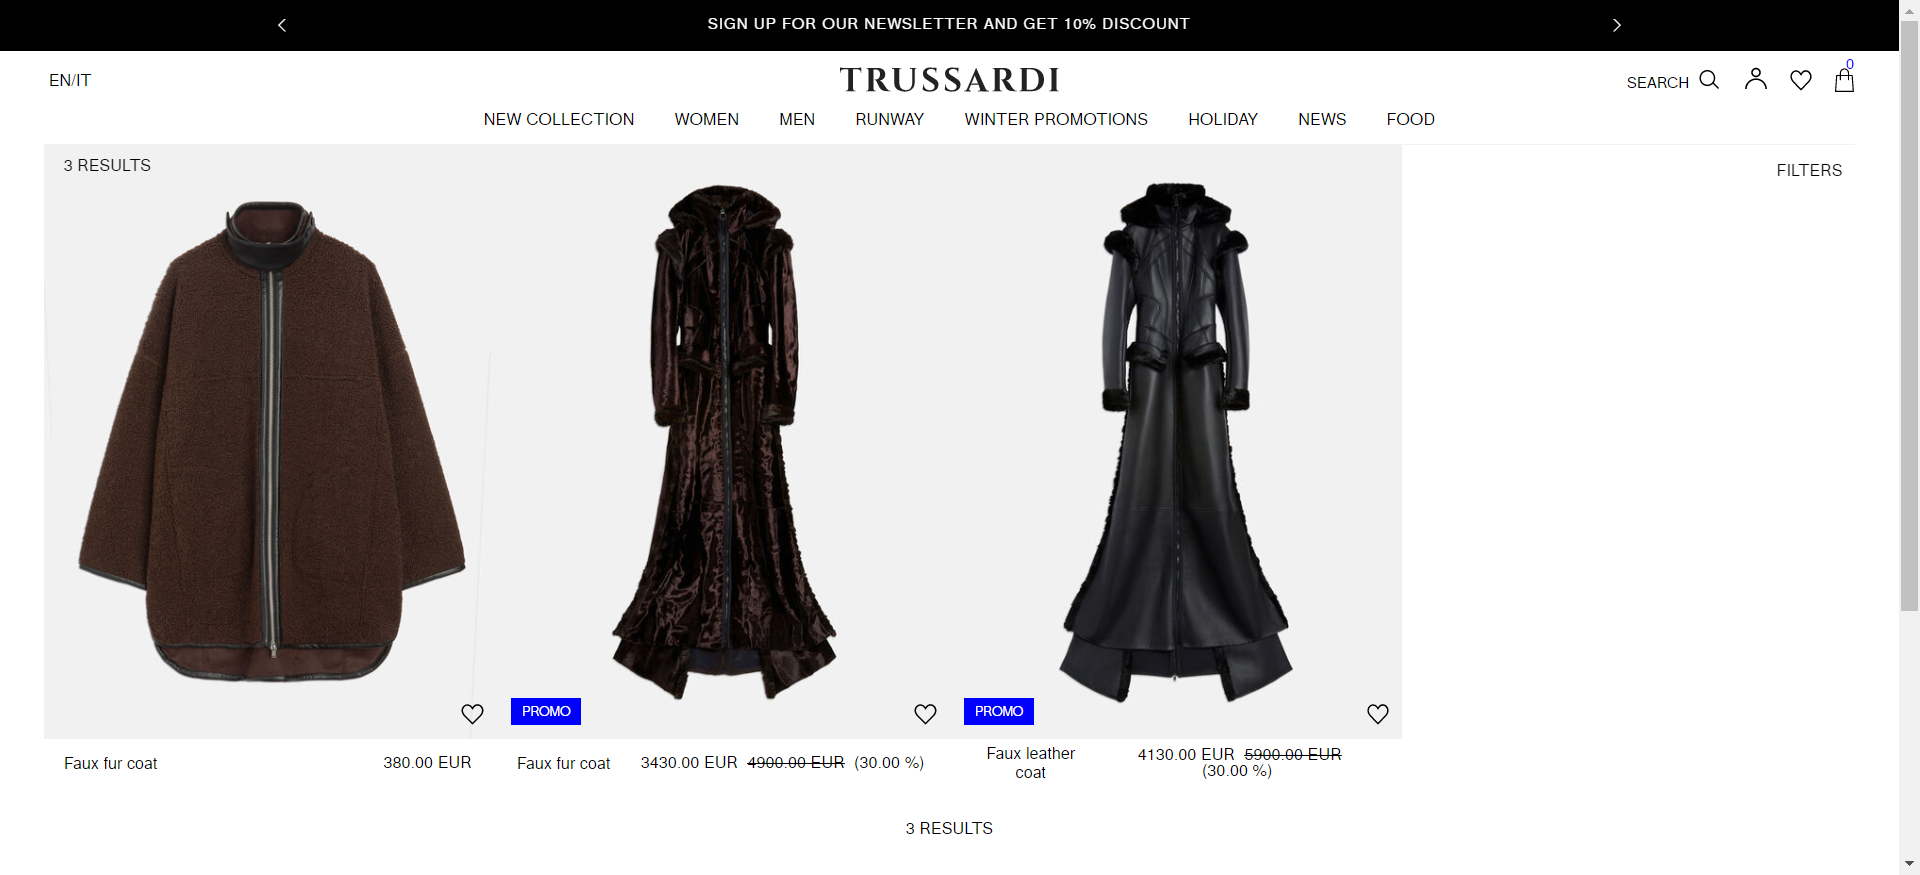 SIGN UP FOR OUR NEWSLETTER AND GET 10% DISCOUNT
EN/IT
TRUSSARDI
SEARCH
0
NEW COLLECTION WOMEN MEN RUNWAY WINTER PROMOTIONS HOLIDAY NEWS FOOD
3 RESULTS
FILTERS
PROMO
PROMO
Faux fur coat
380.00 EUR
Faux fur coat
3430.00 EUR 4900.00 EUR (30.00 %)
Faux leather
coat
4130.00 EUR 5900.00 EUR
(30.00 %)
3 RESULTS